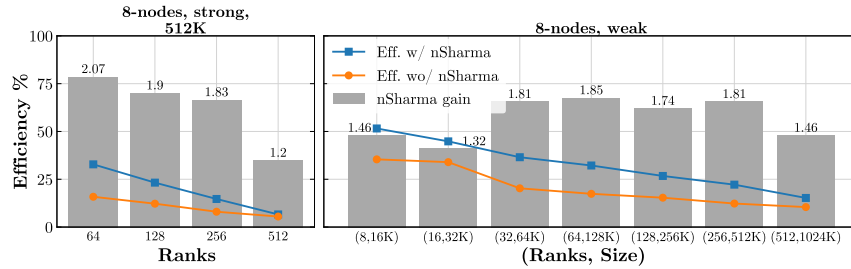 8-nodes, strong,
512K
8-nodes, weak
Efficiency %
100
75
50
25
0
2.07
1.9
1.83
1.2
64
128
256
512
Ranks
Eff. w/ nSharma
Eff. wo/ nSharma
nSharma gain
1.46
1.32
1.81
1.85
1.74
1.81
1.46
(8,16K)
(16,32K)
(32,64K)
(64,128K)
(128,256K)
(256,512K)
(512,1024K)
(Ranks, Size)